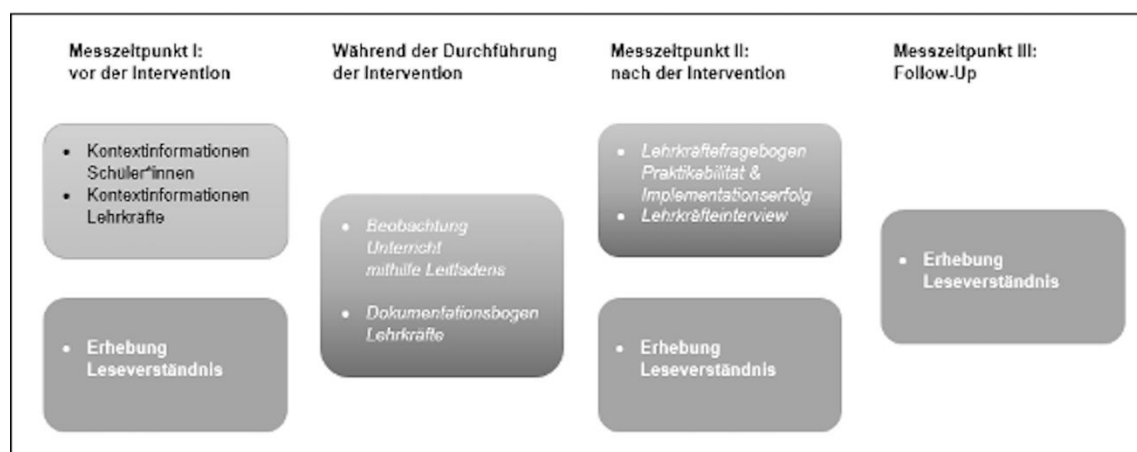 Messzeitpunkt I:
vor der Intervention
Während der Durchführung
der Intervention
Messzeitpunkt II:
nach der Intervention
Messzeitpunkt III:
Follow-Up
• Kontextinformationen
Schüler*innen
• Kontextinformationen
Lehrkräfte
• Erhebung
Leseverständnis
• Beobachtung
Unterricht
mithilfe Leitfadens
• Dokumentationsbogen
Lehrkräfte
• Lehrkräftefragebogen
Praktikabilität &
Implementationserfolg
• Lehrkräfteinterview
• Erhebung
Leseverständnis
• Erhebung
Leseverständnis